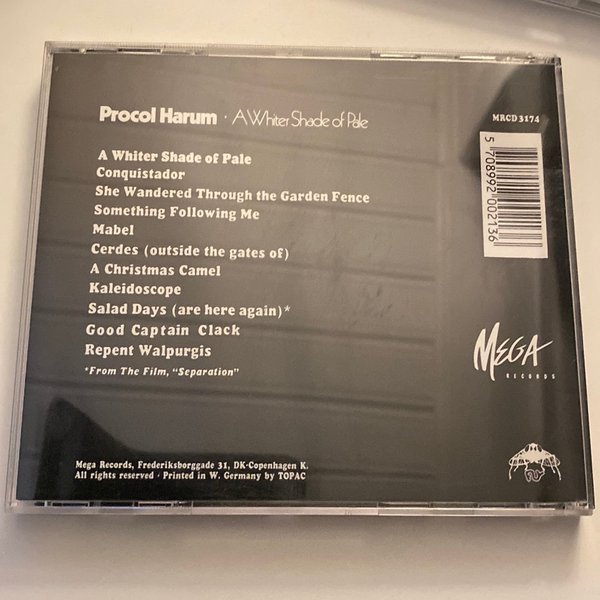 Procol Harum · A Whiter Shade of Pale
MRCD 3174
A Whiter Shade of Pale
Conquistador
She Wandered Through the Garden Fence
Something Following Me
Mabel
Cerdes (outside the gates of)
A Christmas Camel
Kaleidoscope
Salad Days (are here again)*
Good Captain Clack
Repent Walpurgis
*From The Film, "Separation"
5 708992 002136
MEGA
RECORDS
Mega Records, Frederiksborggade 31, DK-Copenhagen K.
All rights reserved · Printed in W. Germany by TOPAC